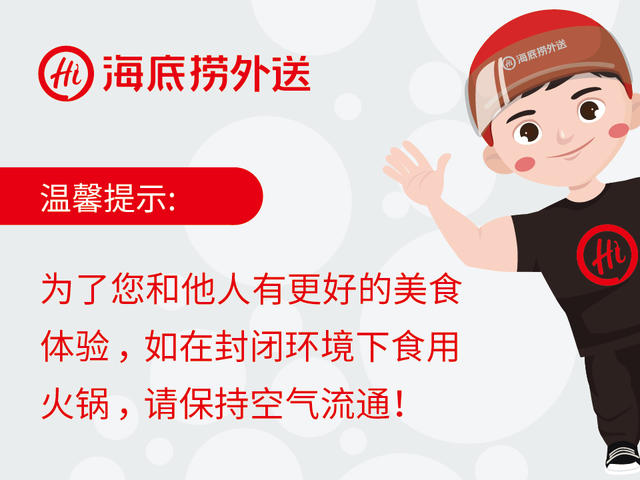 Hi 海底捞外送
海底捞外送
温馨提示:
Hi
为了您和他人有更好的美食
体验，如在封闭环境下食用
火锅，请保持空气流通！